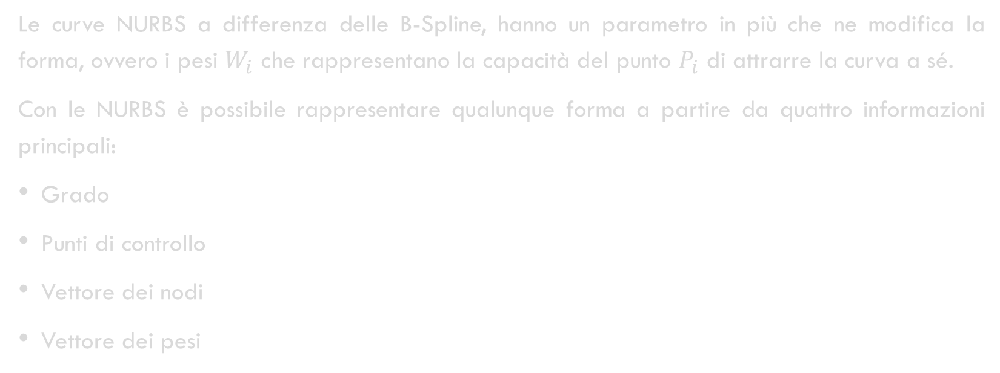 Le curve NURBS a differenza delle B-Spline, hanno un parametro in più che ne modifica la
forma, ovvero i pesi W_i che rappresentano la capacità del punto P_i di attrarre la curva a sé.
Con le NURBS è possibile rappresentare qualunque forma a partire da quattro informazioni
principali:
• Grado
• Punti di controllo
• Vettore dei nodi
• Vettore dei pesi